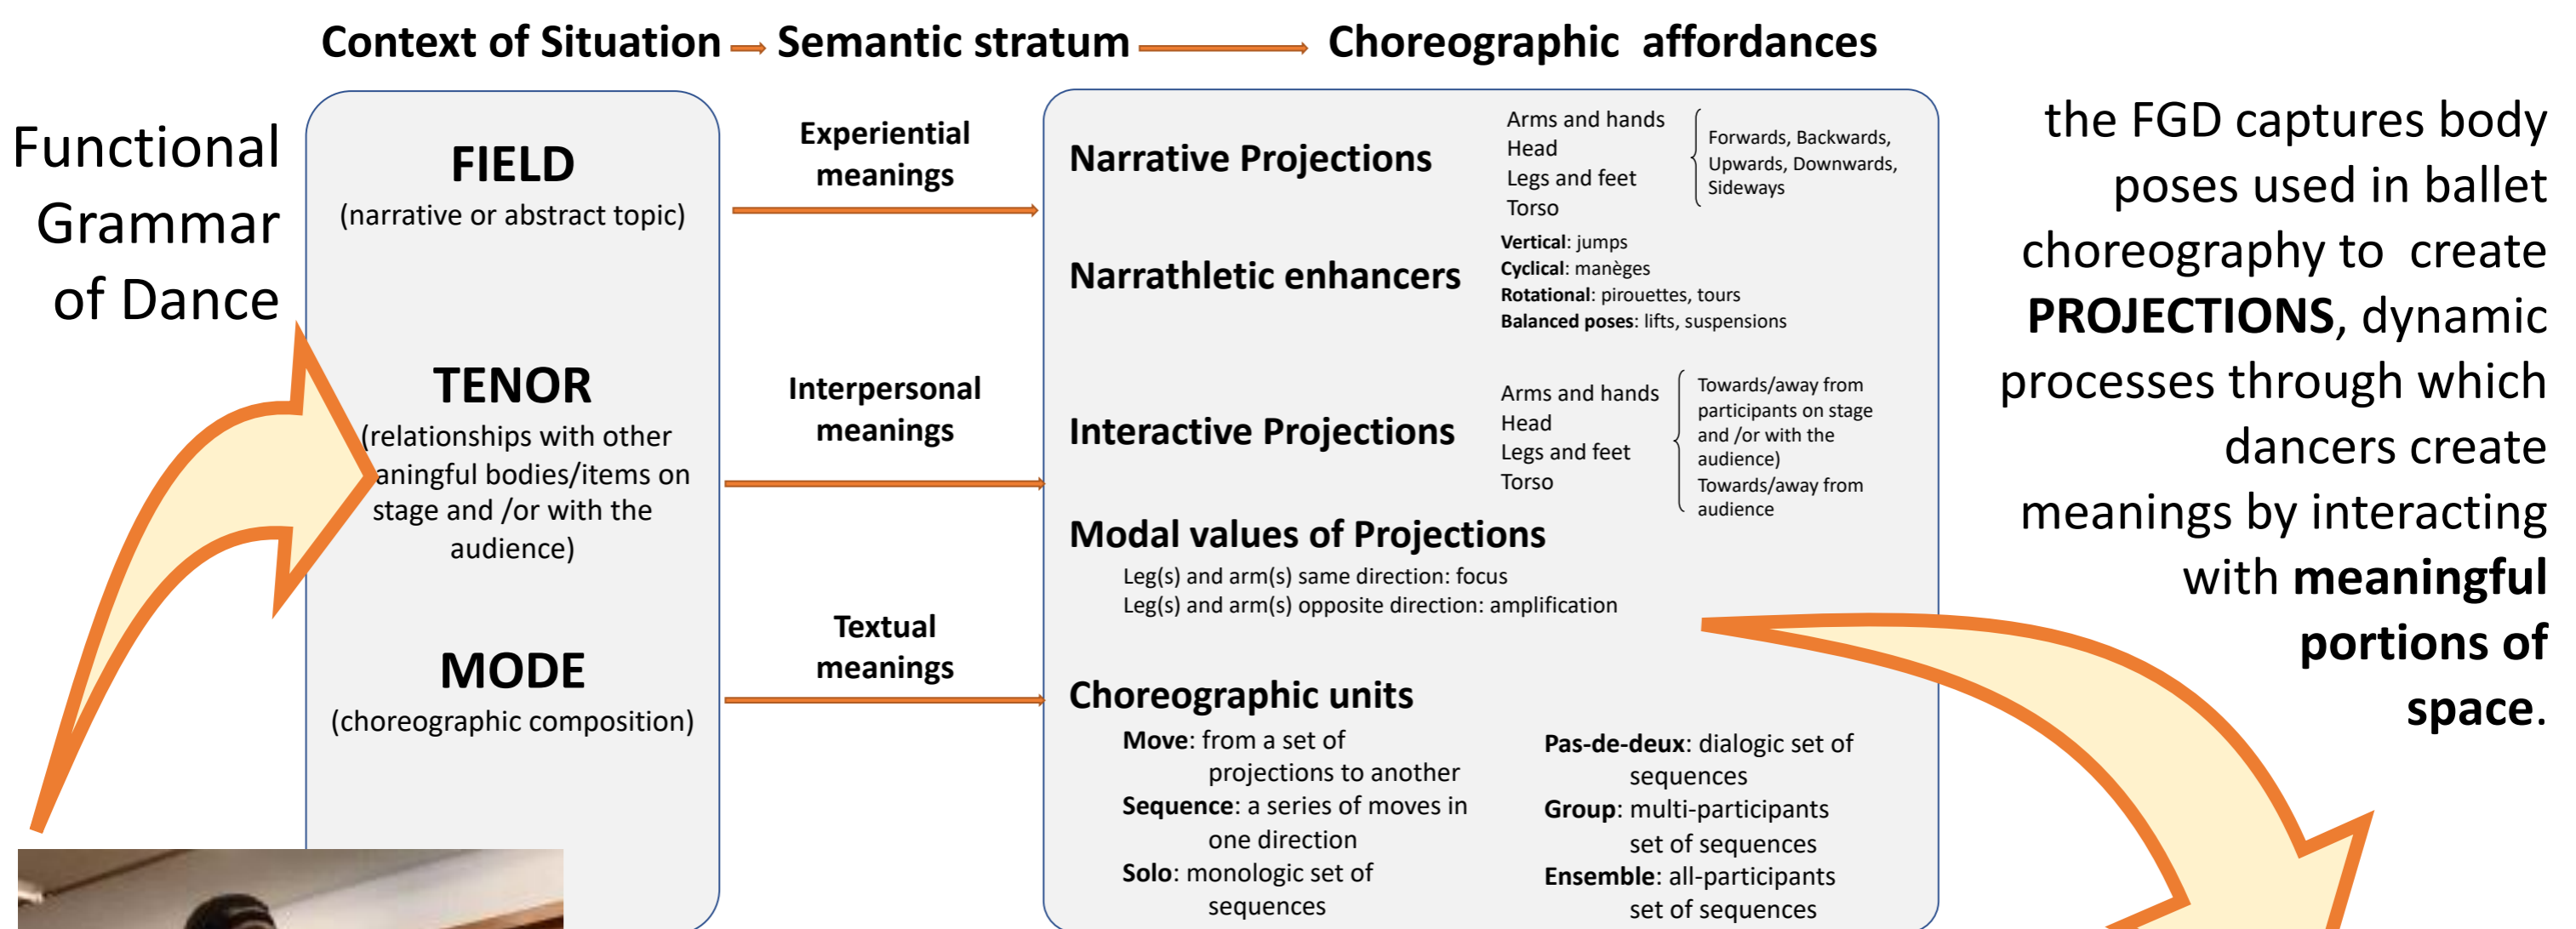 Context of Situation Semantic stratum Choreographic affordances
Functional
Grammar
of Dance
FIELD
(narrative or abstract topic)
TENOR
(relationships with other
aningful bodies/items on
stage and /or with the
audience)
MODE
(choreographic composition)
Experiential
meanings
Interpersonal
meanings
Textual
meanings
Narrative Projections
Arms and hands
Head
Legs and feet
Torso
Forwards, Backwards,
Upwards, Downwards,
Sideways
Narrathletic enhancers
Vertical: jumps
Cyclical: manèges
Rotational: pirouettes, tours
Balanced poses: lifts, suspensions
Interactive Projections
Arms and hands
Head
Legs and feet
Torso
Towards/away from
participants on stage
and /or with the
audience)
Towards/away from
audience
Modal values of Projections
Leg(s) and arm(s) same direction: focus
Leg(s) and arm(s) opposite direction: amplification
Choreographic units
Move: from a set of
projections to another
Sequence: a series of moves in
one direction
Solo: monologic set of
sequences
Pas-de-deux: dialogic set of
sequences
Group: multi-participants
set of sequences
Ensemble: all-participants
set of sequences
the FGD captures body
poses used in ballet
choreography to create
PROJECTIONS, dynamic
processes through which
dancers create
meanings by interacting
with meaningful
portions of
space.